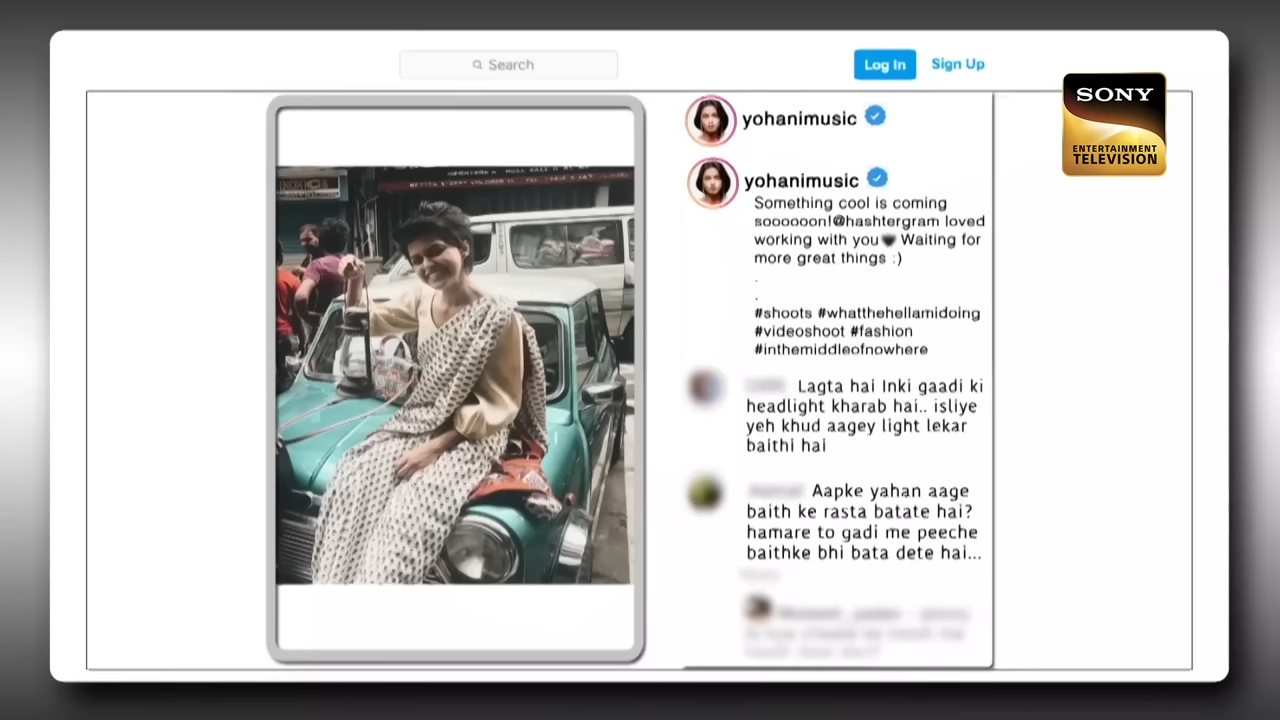 Search
Log In
Sign Up
SONY
ENTERTAINMENT
TELEVISION
yohanimusic
yohanimusic
Something cool is coming
soooooon!@hashtergram loved
working with you🖤 Waiting for
more great things :)
.
.
#shoots #whatthehellamidoing
#videoshoot #fashion
#inthemiddleofnowhere
Lagta hai Inki gaadi ki
headlight kharab hai.. isliye
yeh khud aagey light lekar
baithi hai
Aapke yahan aage
baith ke rasta batate hai?
hamare to gadi me peeche
baithke bhi bata dete hai...